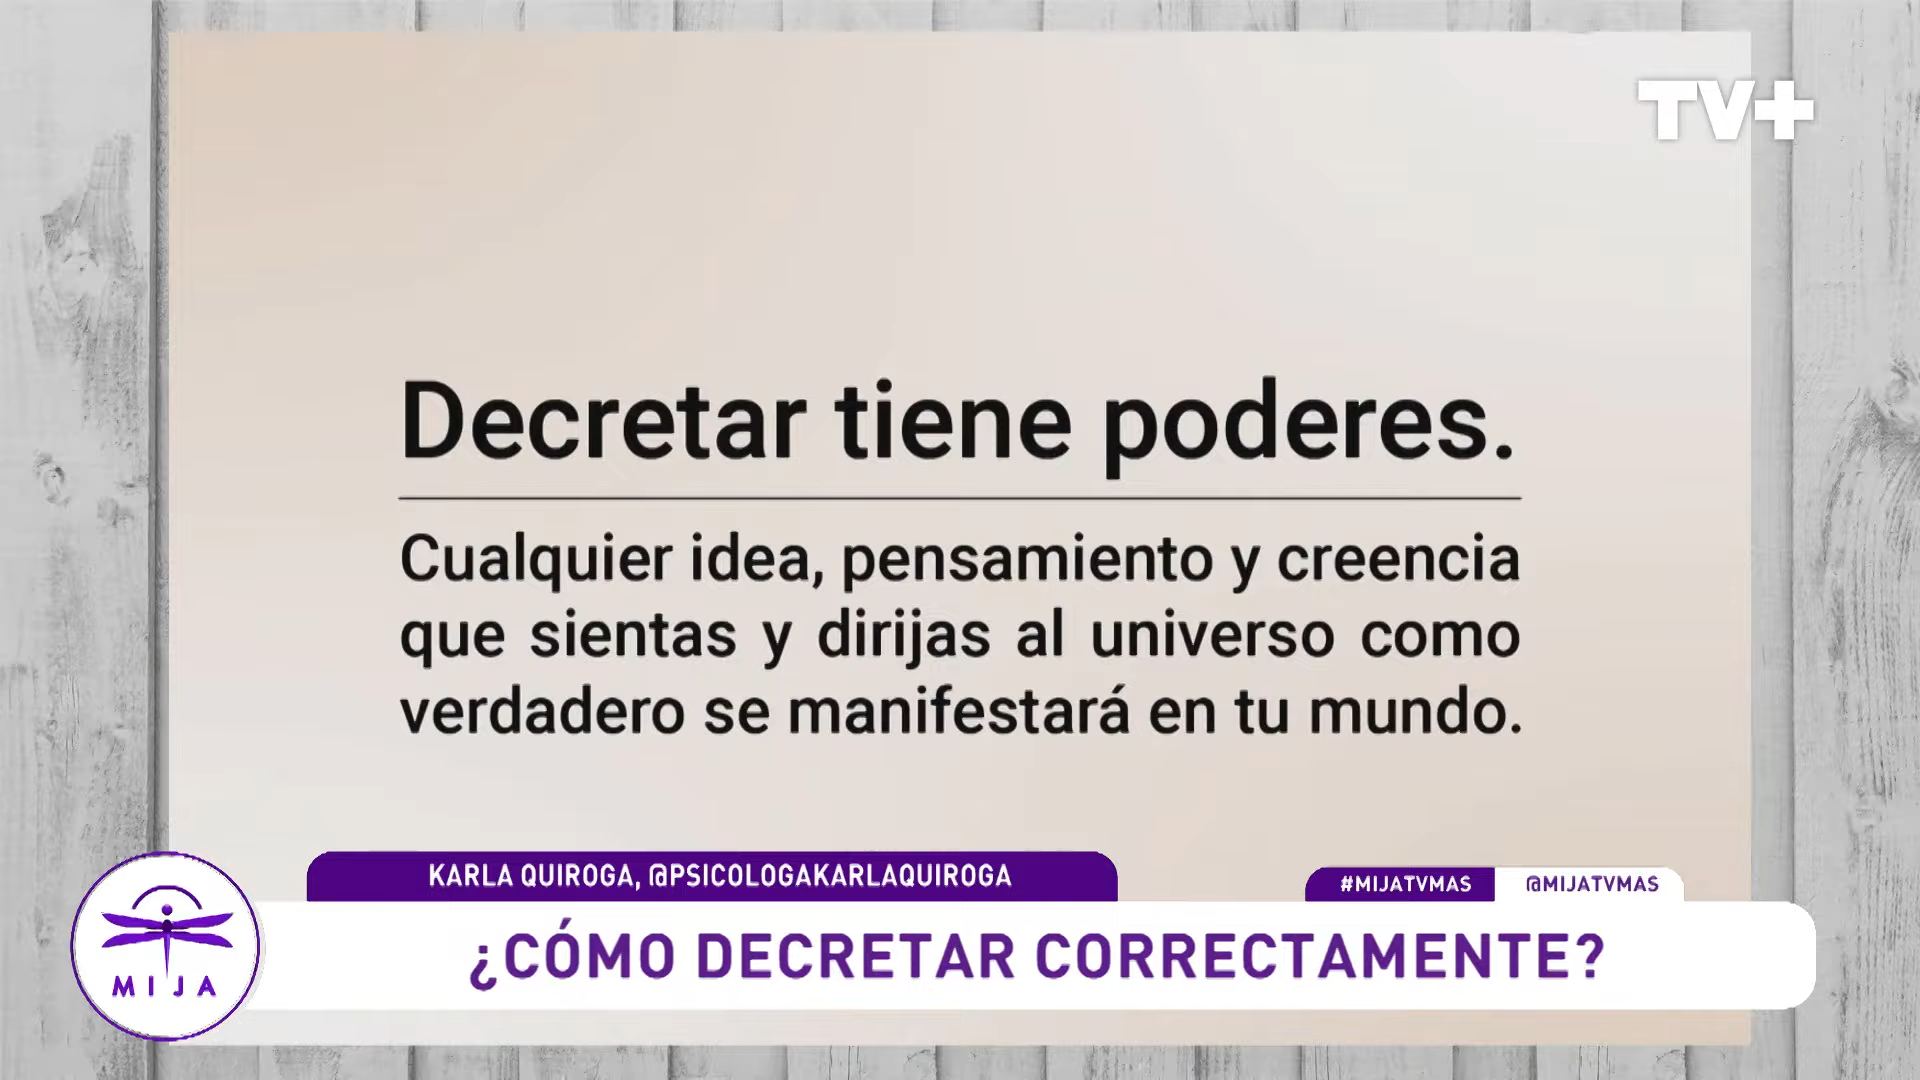 TV+
Decretar tiene poderes.
Cualquier idea, pensamiento y creencia
que sientas y dirijas al universo como
verdadero se manifestará en tu mundo.
KARLA QUIROGA, @PSICOLOGAKARLAQUIROGA
#MIJATVMAS @MIJATVMAS
¿CÓMO DECRETAR CORRECTAMENTE?
MIJA